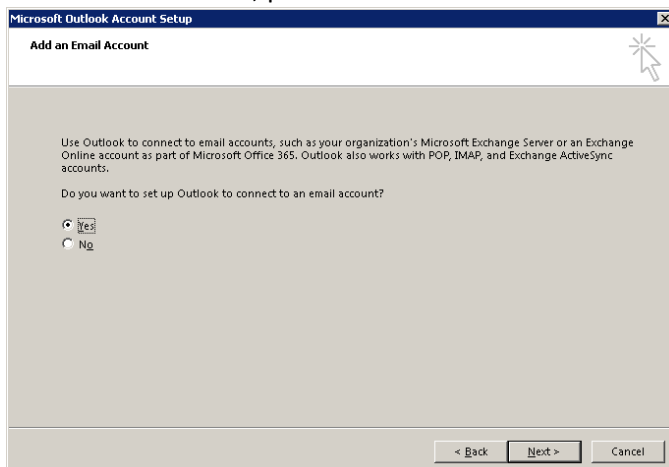 Microsoft Outlook Account Setup
Add an Email Account
Use Outlook to connect to email accounts, such as your organization's Microsoft Exchange Server or an Exchange
Online account as part of Microsoft Office 365. Outlook also works with POP, IMAP, and Exchange ActiveSync
accounts.
Do you want to set up Outlook to connect to an email account?
Yes
No
< Back Next > Cancel